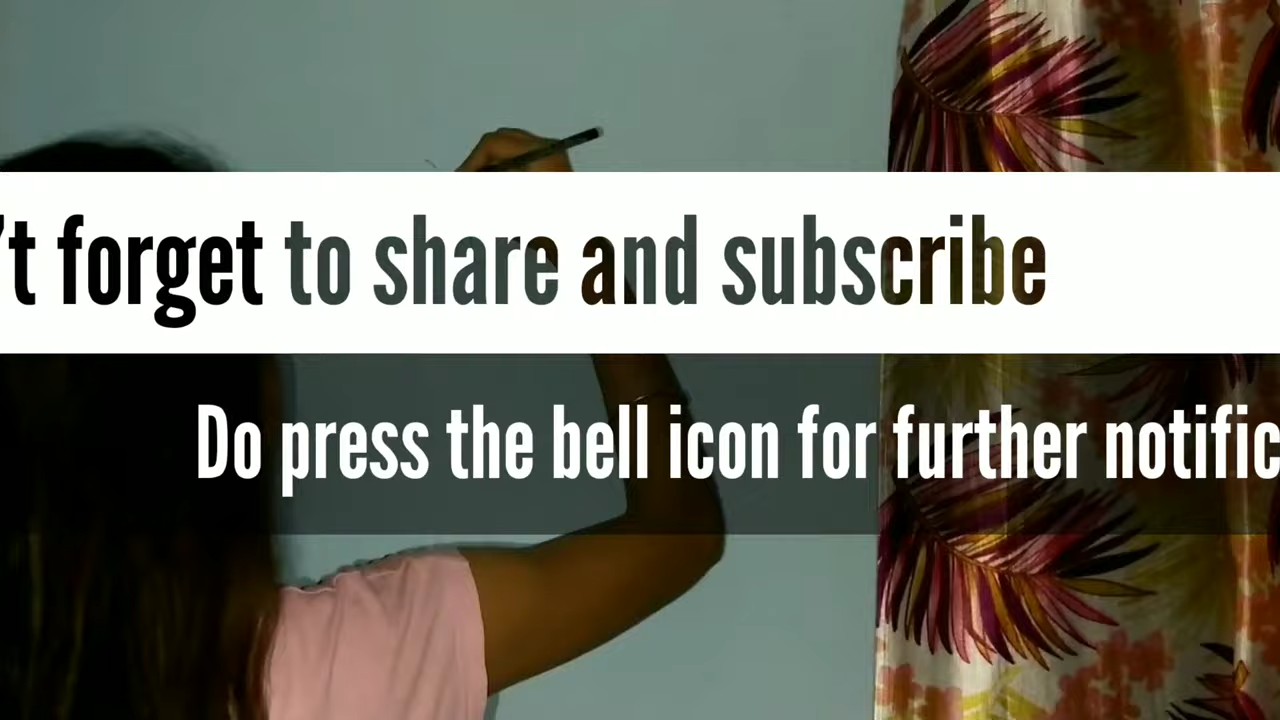 't forget to share and subscribe
Do press the bell icon for further notific